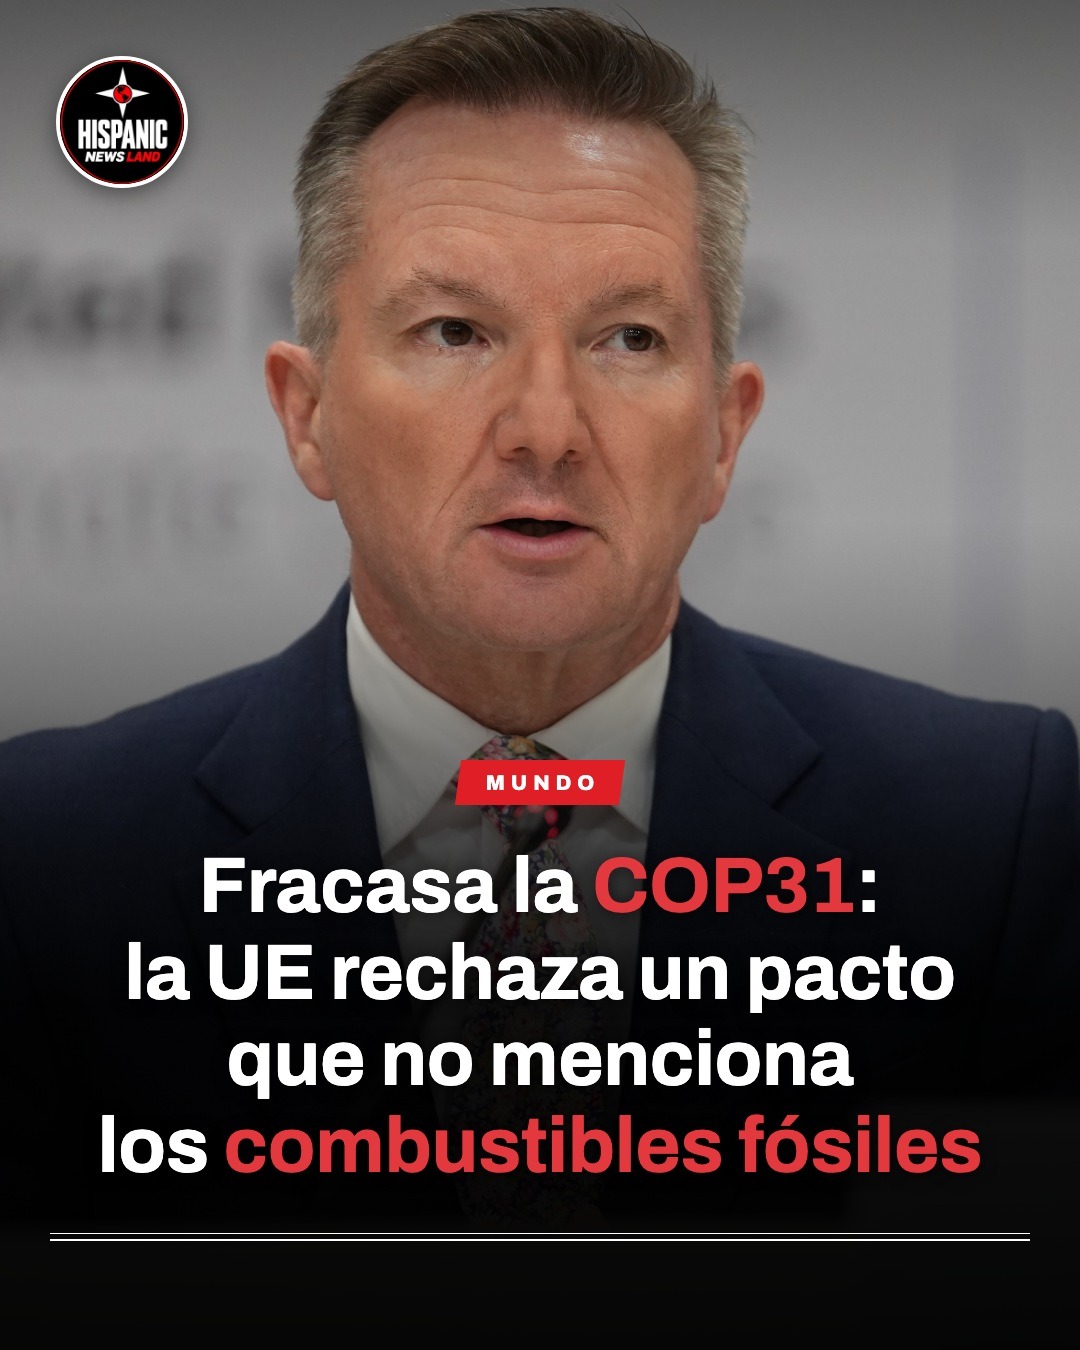 HISPANIC
NEWS LAND
MUNDO
Fracasa la COP31:
la UE rechaza un pacto
que no menciona
los combustibles fósiles